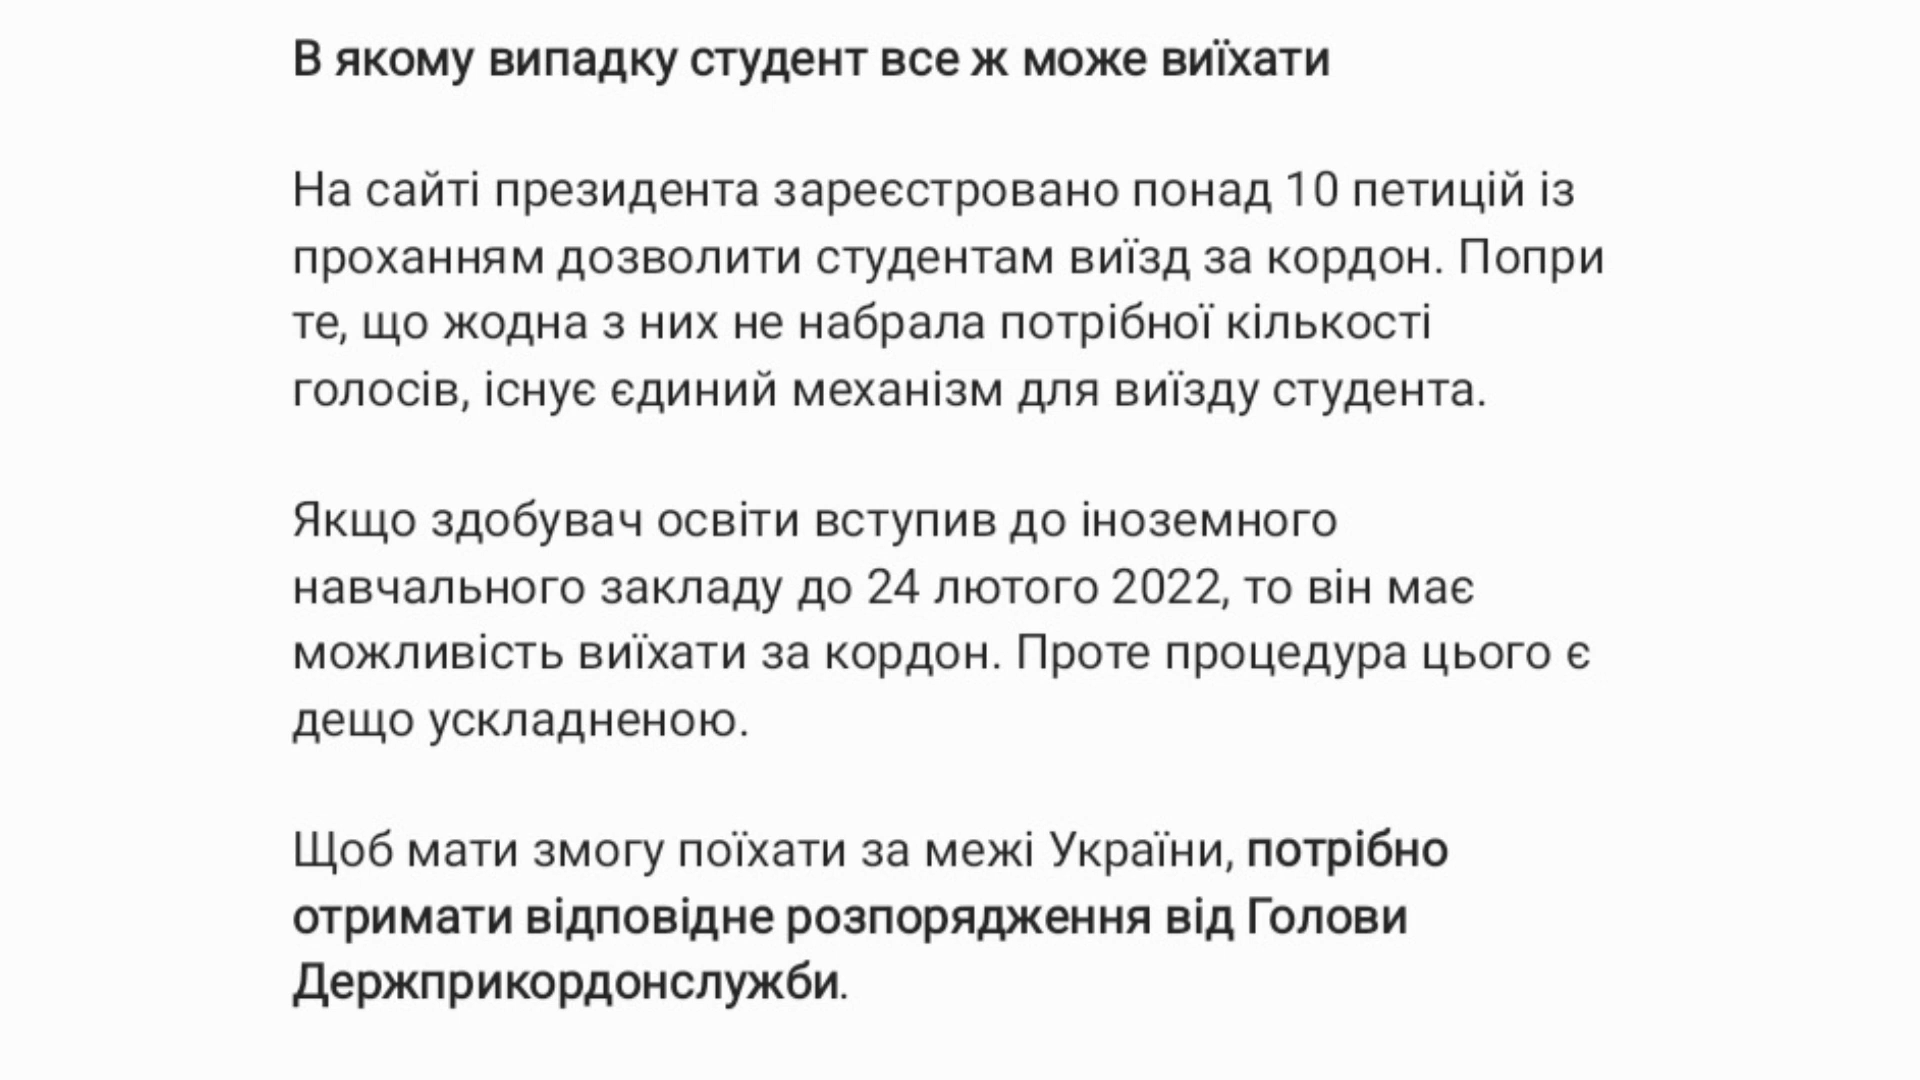 В якому випадку студент все ж може виїхати
На сайті президента зареєстровано понад 10 петицій із
проханням дозволити студентам виїзд за кордон. Попри
те, що жодна з них не набрала потрібної кількості
голосів, існує єдиний механізм для виїзду студента.
Якщо здобувач освіти вступив до іноземного
навчального закладу до 24 лютого 2022, то він має
можливість виїхати за кордон. Проте процедура цього є
дещо ускладненою.
Щоб мати змогу поїхати за межі України, потрібно
отримати відповідне розпорядження від Голови
Держприкордонслужби.